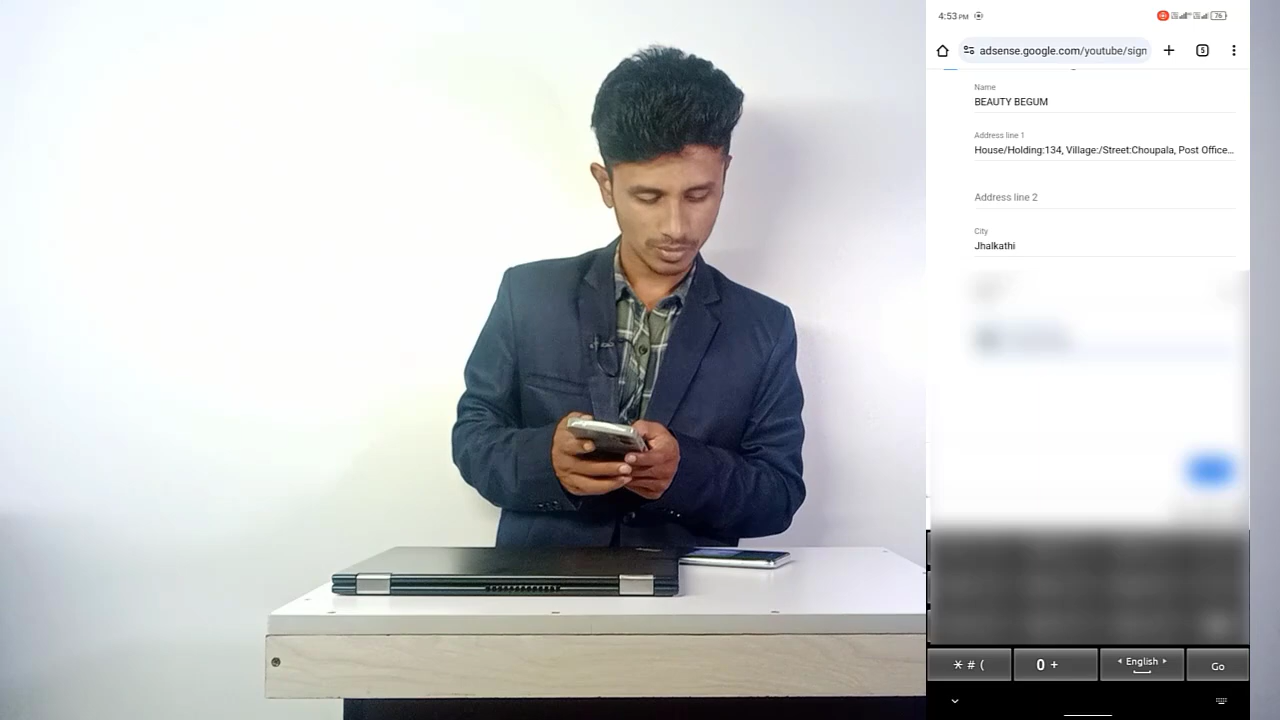 4:53 PM
76
adsense.google.com/youtube/sign
5
Name
BEAUTY BEGUM
Address line 1
House/Holding:134, Village:/Street:Choupala, Post Office...
Address line 2
City
Jhalkathi
* # (
0 +
English
Go